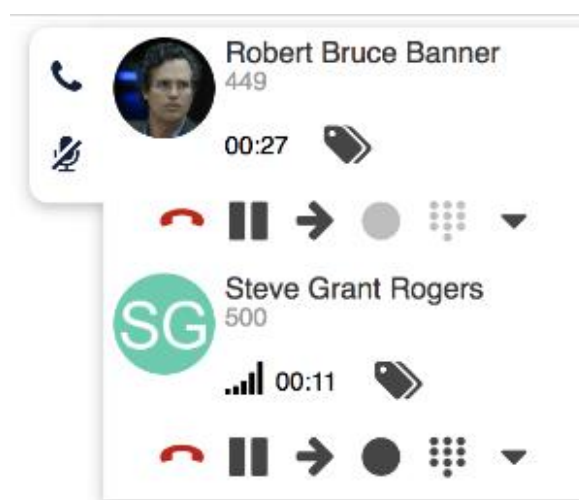 Robert Bruce Banner
449
00:27
Steve Grant Rogers
SG
500
00:11